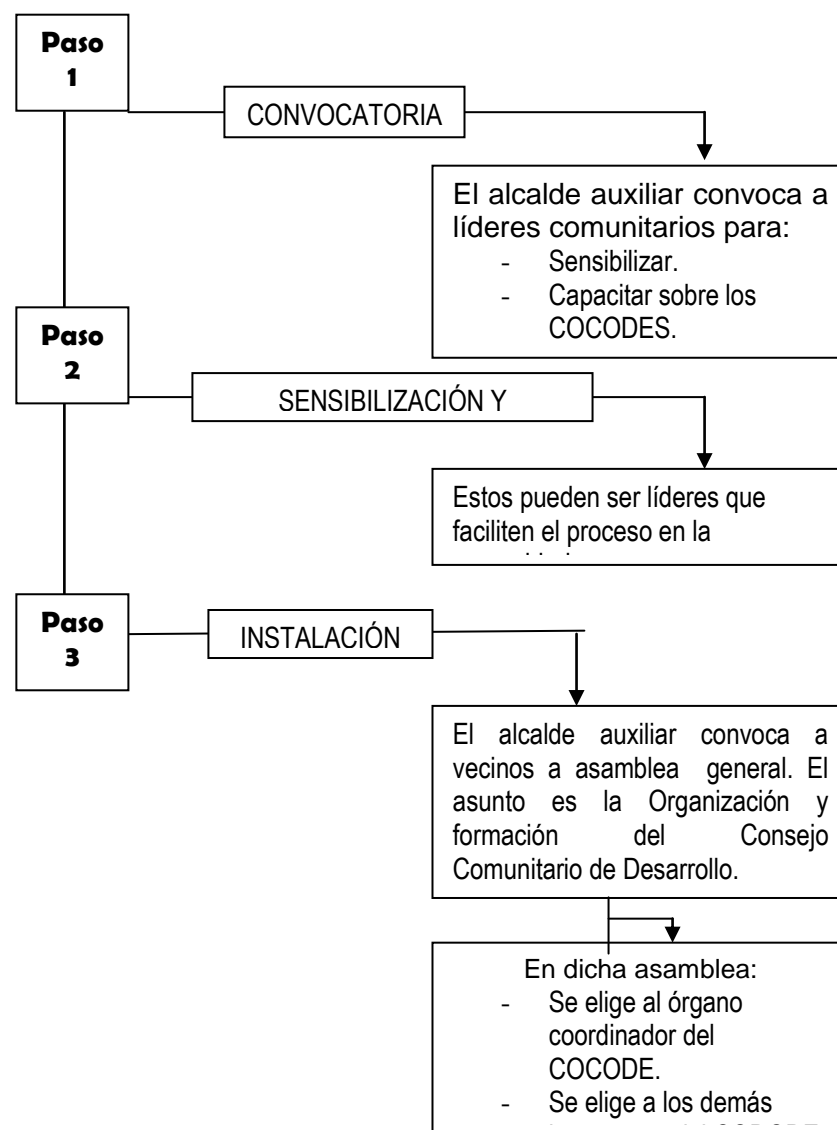 Paso
1
CONVOCATORIA
El alcalde auxiliar convoca a
líderes comunitarios para:
- Sensibilizar.
- Capacitar sobre los
COCODES.
Paso
2
SENSIBILIZACIÓN Y
Estos pueden ser líderes que
faciliten el proceso en la
Paso
3
INSTALACIÓN
El alcalde auxiliar convoca a
vecinos a asamblea general. El
asunto es la Organización y
formación del Consejo
Comunitario de Desarrollo.
En dicha asamblea:
- Se elige al órgano
coordinador del
COCODE.
- Se elige a los demás